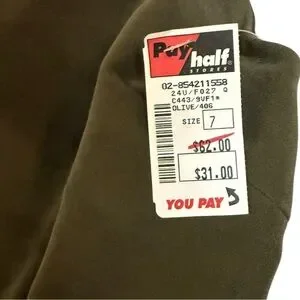 Pay
half
STORES
02-854211558
24U/F027 Q
C443/9VF1*
OLIVE/406
SIZE 7
$62.00
$31.00
YOU PAY